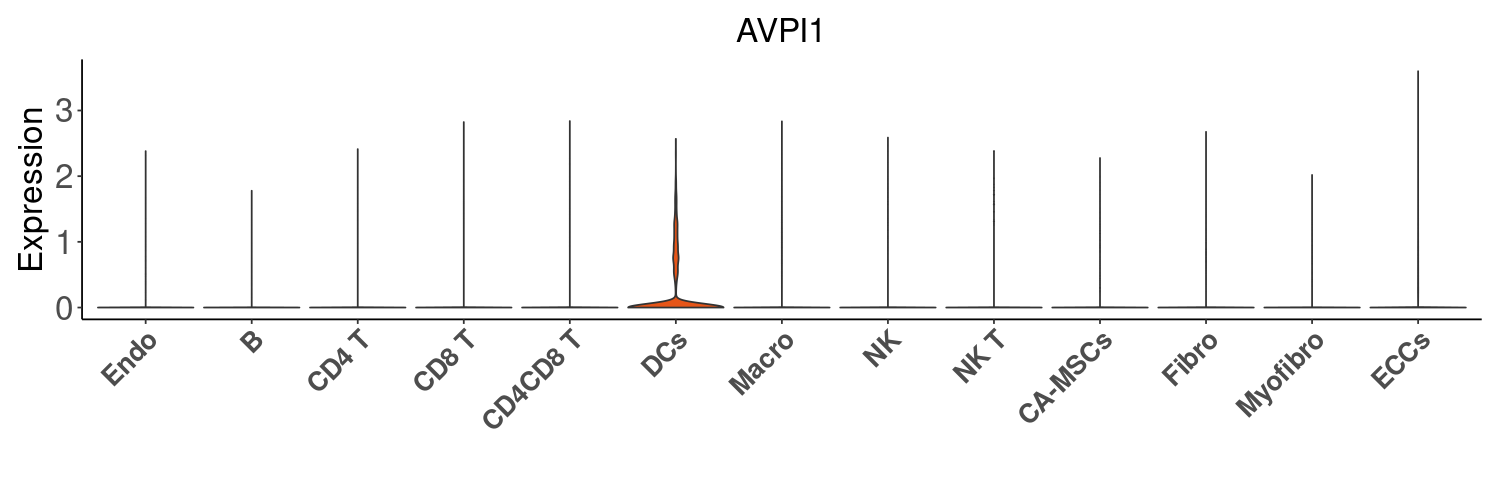 AVPI1
Expression
3
2
1
0
Endo
B
CD4 T
CD8 T
CD4CD8 T
DCs
Macro
NK
NK T
CA-MSCs
Fibro
Myofibro
ECCs